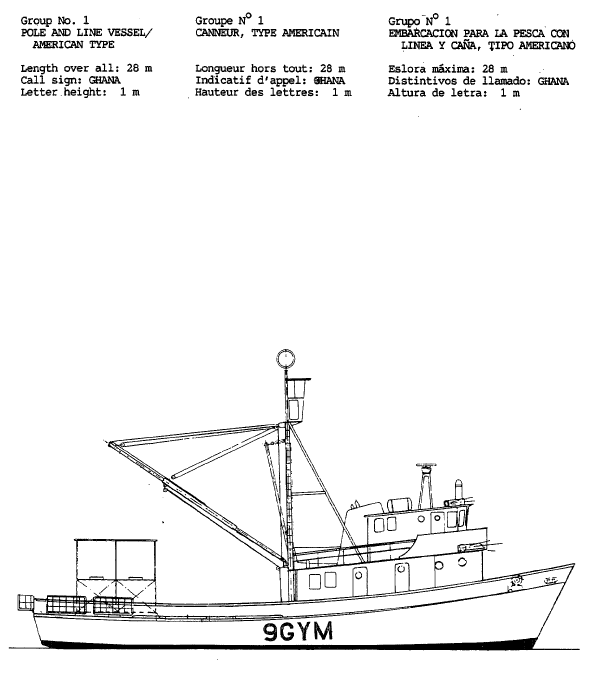 Group No. 1
POLE AND LINE VESSEL/
AMERICAN TYPE
Length over all: 28 m
Call sign: GHANA
Letter height: 1 m
Groupe N° 1
CANNEUR, TYPE AMERICAIN
Longueur hors tout: 28 m
Indicatif d'appel: GHANA
Hauteur des lettres: 1 m
Grupo N° 1
EMBARCACION PARA LA PESCA CON
LINEA Y CAÑA, TIPO AMERICANO
Eslora máxima: 28 m
Distintivos de llamado: GHANA
Altura de letra: 1 m
9GYM